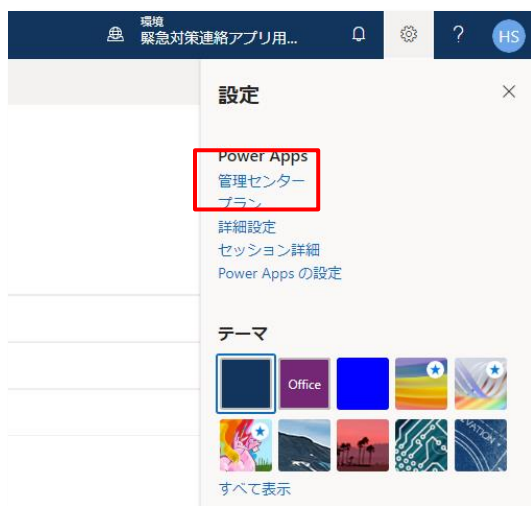 環境
緊急対策連絡アプリ用...
?
HS
設定
Power Apps
管理センター
プラン
詳細設定
セッション詳細
Power Apps の設定
テーマ
Office
VATION
すべて表示